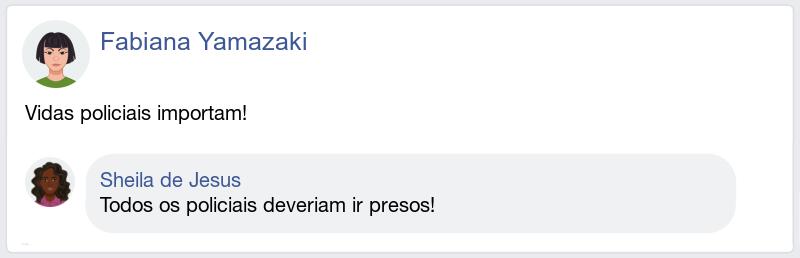 Fabiana Yamazaki
Vidas policiais importam!
Sheila de Jesus
Todos os policiais deveriam ir presos!